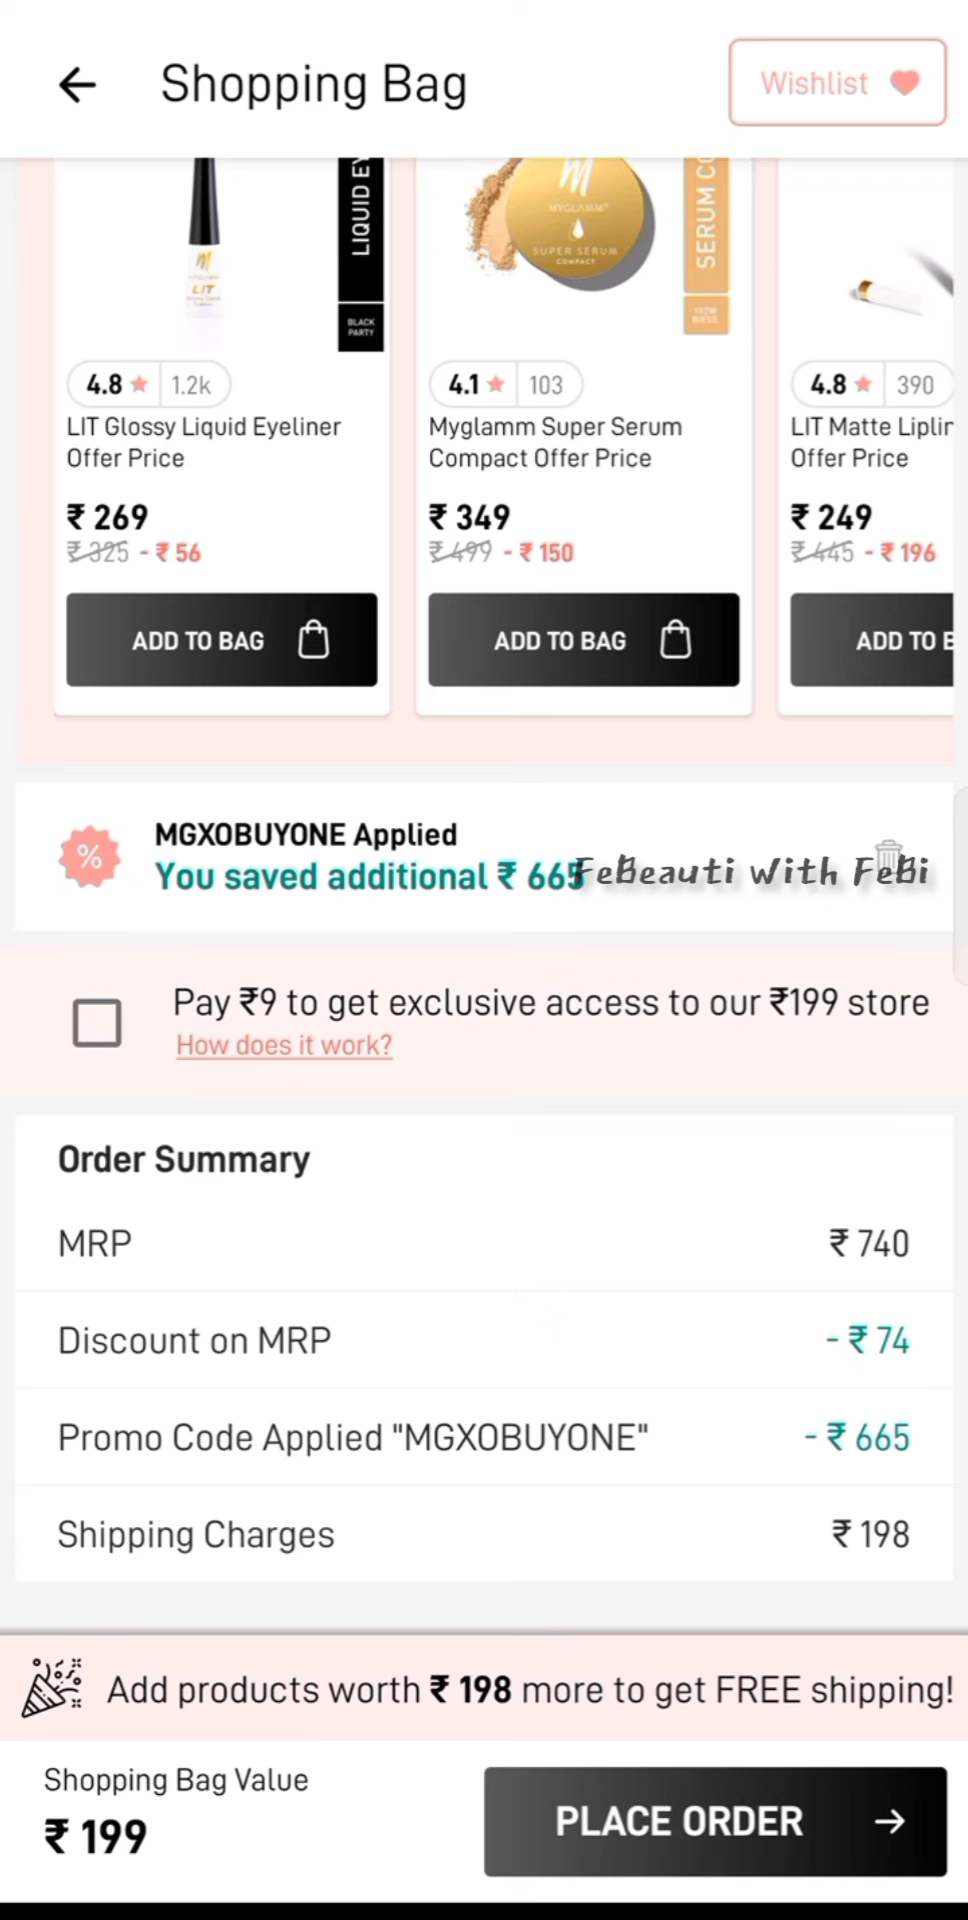 Shopping Bag
Wishlist
LIQUID EY
BLACK
PARTY
LIT
MYGLAMM
SUPER SERUM
COMPACT
SERUM CO
4.8 ★ 1.2k
4.1 ★ 103
4.8 ★ 390
LIT Glossy Liquid Eyeliner
Offer Price
Myglamm Super Serum
Compact Offer Price
LIT Matte Liplin
Offer Price
₹ 269
₹ 325 - ₹ 56
₹ 349
₹ 499 - ₹ 150
₹ 249
₹ 445 - ₹ 196
ADD TO BAG
ADD TO BAG
ADD TO B
%
MGXOBUYONE Applied
You saved additional ₹ 665
FeBeauti with FeBi
Pay ₹9 to get exclusive access to our ₹199 store
How does it work?
Order Summary
MRP ₹ 740
Discount on MRP - ₹ 74
Promo Code Applied "MGXOBUYONE" - ₹ 665
Shipping Charges ₹ 198
Add products worth ₹ 198 more to get FREE shipping!
Shopping Bag Value
₹ 199
PLACE ORDER